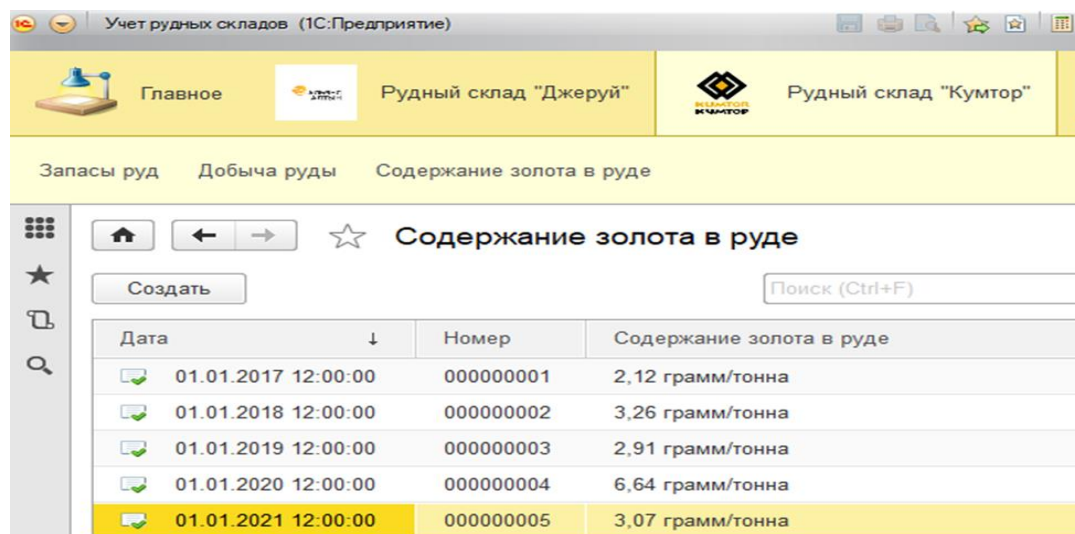 1С Учет рудных складов (1С:Предприятие)
Главное Рудный склад "Джеруй" KUMTOR КУМТОР Рудный склад "Кумтор"
Запасы руд Добыча руды Содержание золота в руде
Содержание золота в руде
Создать Поиск (Ctrl+F)
Дата ↓ Номер Содержание золота в руде
01.01.2017 12:00:00 000000001 2,12 грамм/тонна
01.01.2018 12:00:00 000000002 3,26 грамм/тонна
01.01.2019 12:00:00 000000003 2,91 грамм/тонна
01.01.2020 12:00:00 000000004 6,64 грамм/тонна
01.01.2021 12:00:00 000000005 3,07 грамм/тонна